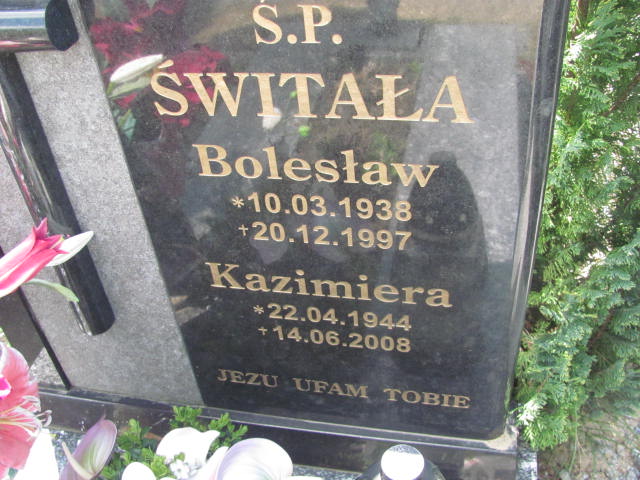 Ś.P.
ŚWITAŁA
Bolesław
*10.03.1938
+20.12.1997
Kazimiera
*22.04.1944
+14.06.2008
JEZU UFAM TOBIE